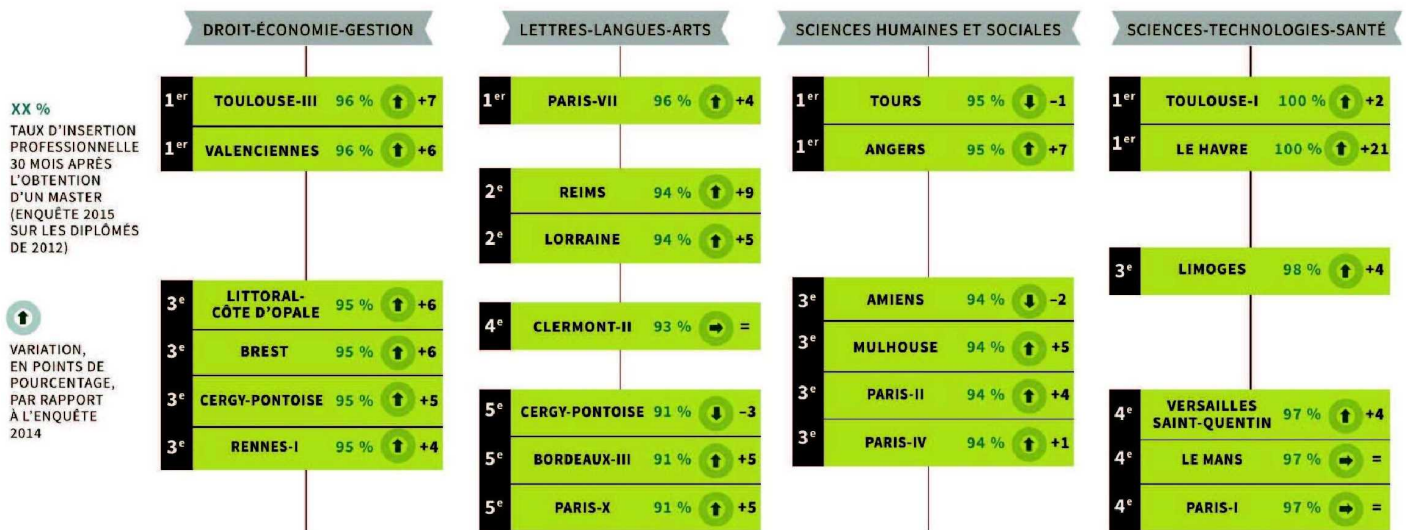 DROIT-ÉCONOMIE-GESTION
LETTRES-LANGUES-ARTS
SCIENCES HUMAINES ET SOCIALES
SCIENCES-TECHNOLOGIES-SANTÉ
XX %
TAUX D'INSERTION
PROFESSIONNELLE
30 MOIS APRÈS
L'OBTENTION
D'UN MASTER
(ENQUÊTE 2015
SUR LES DIPLÔMÉS
DE 2012)
VARIATION,
EN POINTS DE
POURCENTAGE,
PAR RAPPORT
À L'ENQUÊTE
2014
1er TOULOUSE-III 96 % +7
1er VALENCIENNES 96 % +6
3e LITTORAL-
CÔTE D'OPALE 95 % +6
3e BREST 95 % +6
3e CERGY-PONTOISE 95 % +5
3e RENNES-I 95 % +4
1er PARIS-VII 96 % +4
2e REIMS 94 % +9
2e LORRAINE 94 % +5
4e CLERMONT-II 93 % =
5e CERGY-PONTOISE 91 % –3
5e BORDEAUX-III 91 % +5
5e PARIS-X 91 % +5
1er TOURS 95 % –1
1er ANGERS 95 % +7
3e AMIENS 94 % –2
3e MULHOUSE 94 % +5
3e PARIS-II 94 % +4
3e PARIS-IV 94 % +1
1er TOULOUSE-I 100 % +2
1er LE HAVRE 100 % +21
3e LIMOGES 98 % +4
4e VERSAILLES
SAINT-QUENTIN 97 % +4
4e LE MANS 97 % =
4e PARIS-I 97 % =